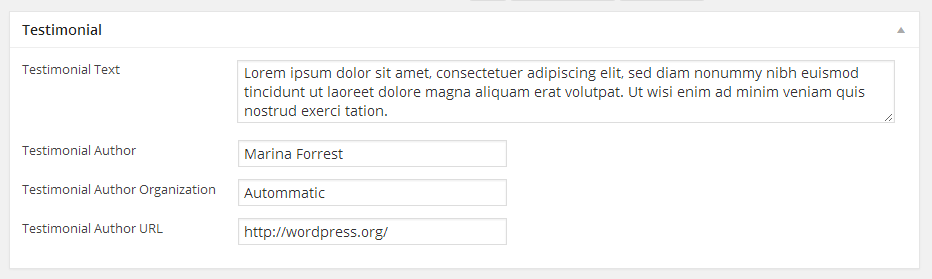 Testimonial
Testimonial Text
Lorem ipsum dolor sit amet, consectetuer adipiscing elit, sed diam nonummy nibh euismod
tincidunt ut laoreet dolore magna aliquam erat volutpat. Ut wisi enim ad minim veniam quis
nostrud exerci tation.
Testimonial Author
Marina Forrest
Testimonial Author Organization
Autommatic
Testimonial Author URL
http://wordpress.org/